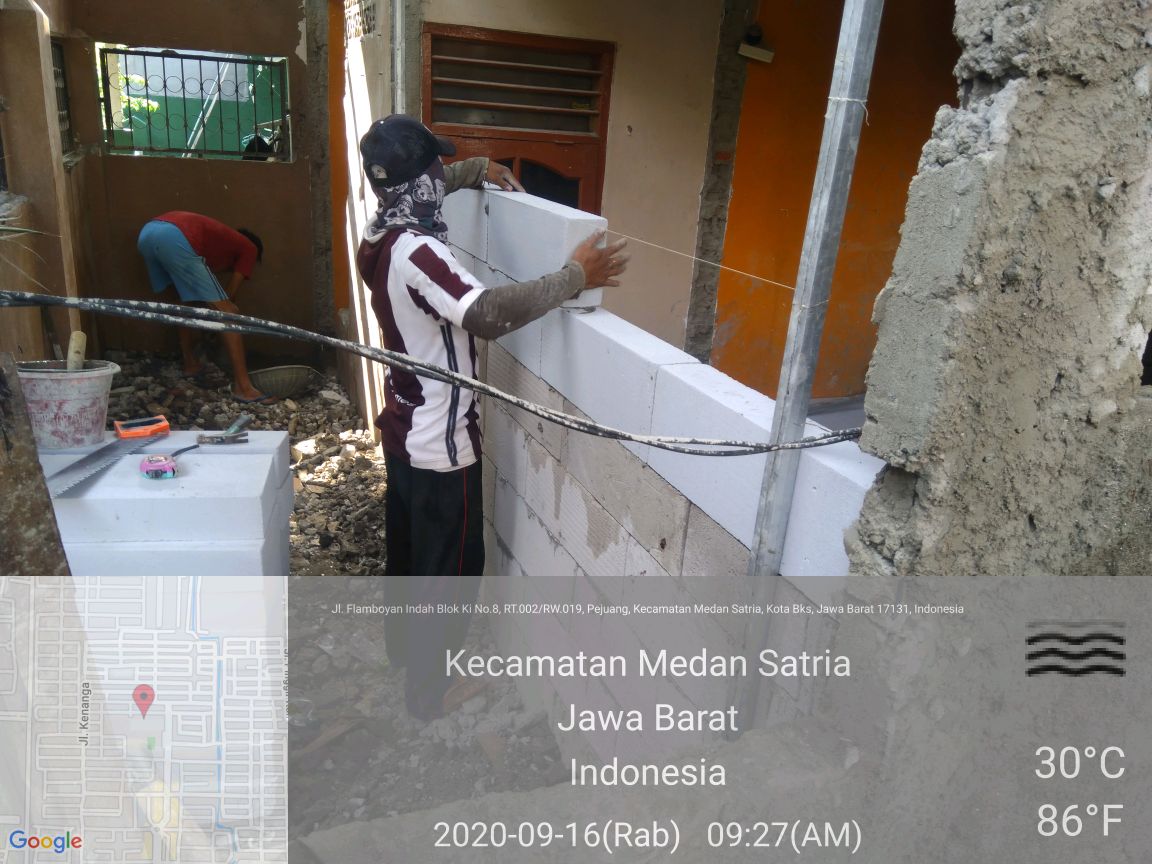 Jl. Flamboyan Indah Blok Ki No.8, RT.002/RW.019, Pejuang, Kecamatan Medan Satria, Kota Bks, Jawa Barat 17131, Indonesia
Kecamatan Medan Satria
Jawa Barat
Indonesia
2020-09-16(Rab) 09:27(AM)
30°C
86°F
Jl. Kenanga
Google